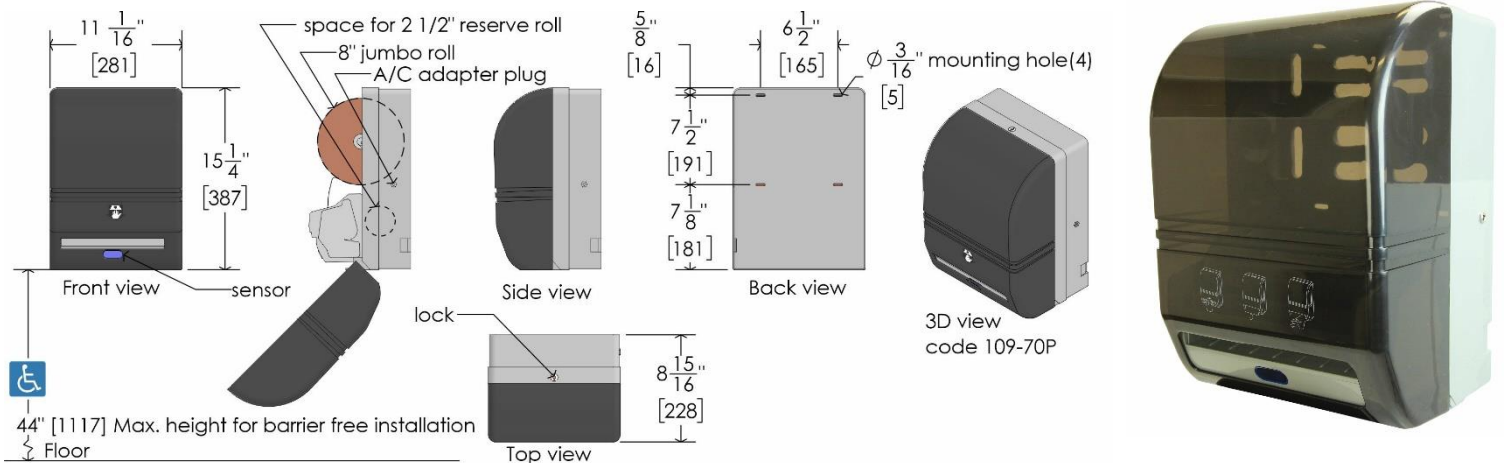 11 1/16"
[281]
space for 2 1/2" reserve roll
8" jumbo roll
A/C adapter plug
15 1/4"
[387]
Front view
sensor
Side view
5/8"
[16]
6 1/2"
[165]
Ø 3/16" mounting hole(4)
[5]
7 1/2"
[191]
7 1/8"
[181]
Back view
3D view
code 109-70P
lock
8 15/16"
[228]
Top view
44" [1117] Max. height for barrier free installation
Floor